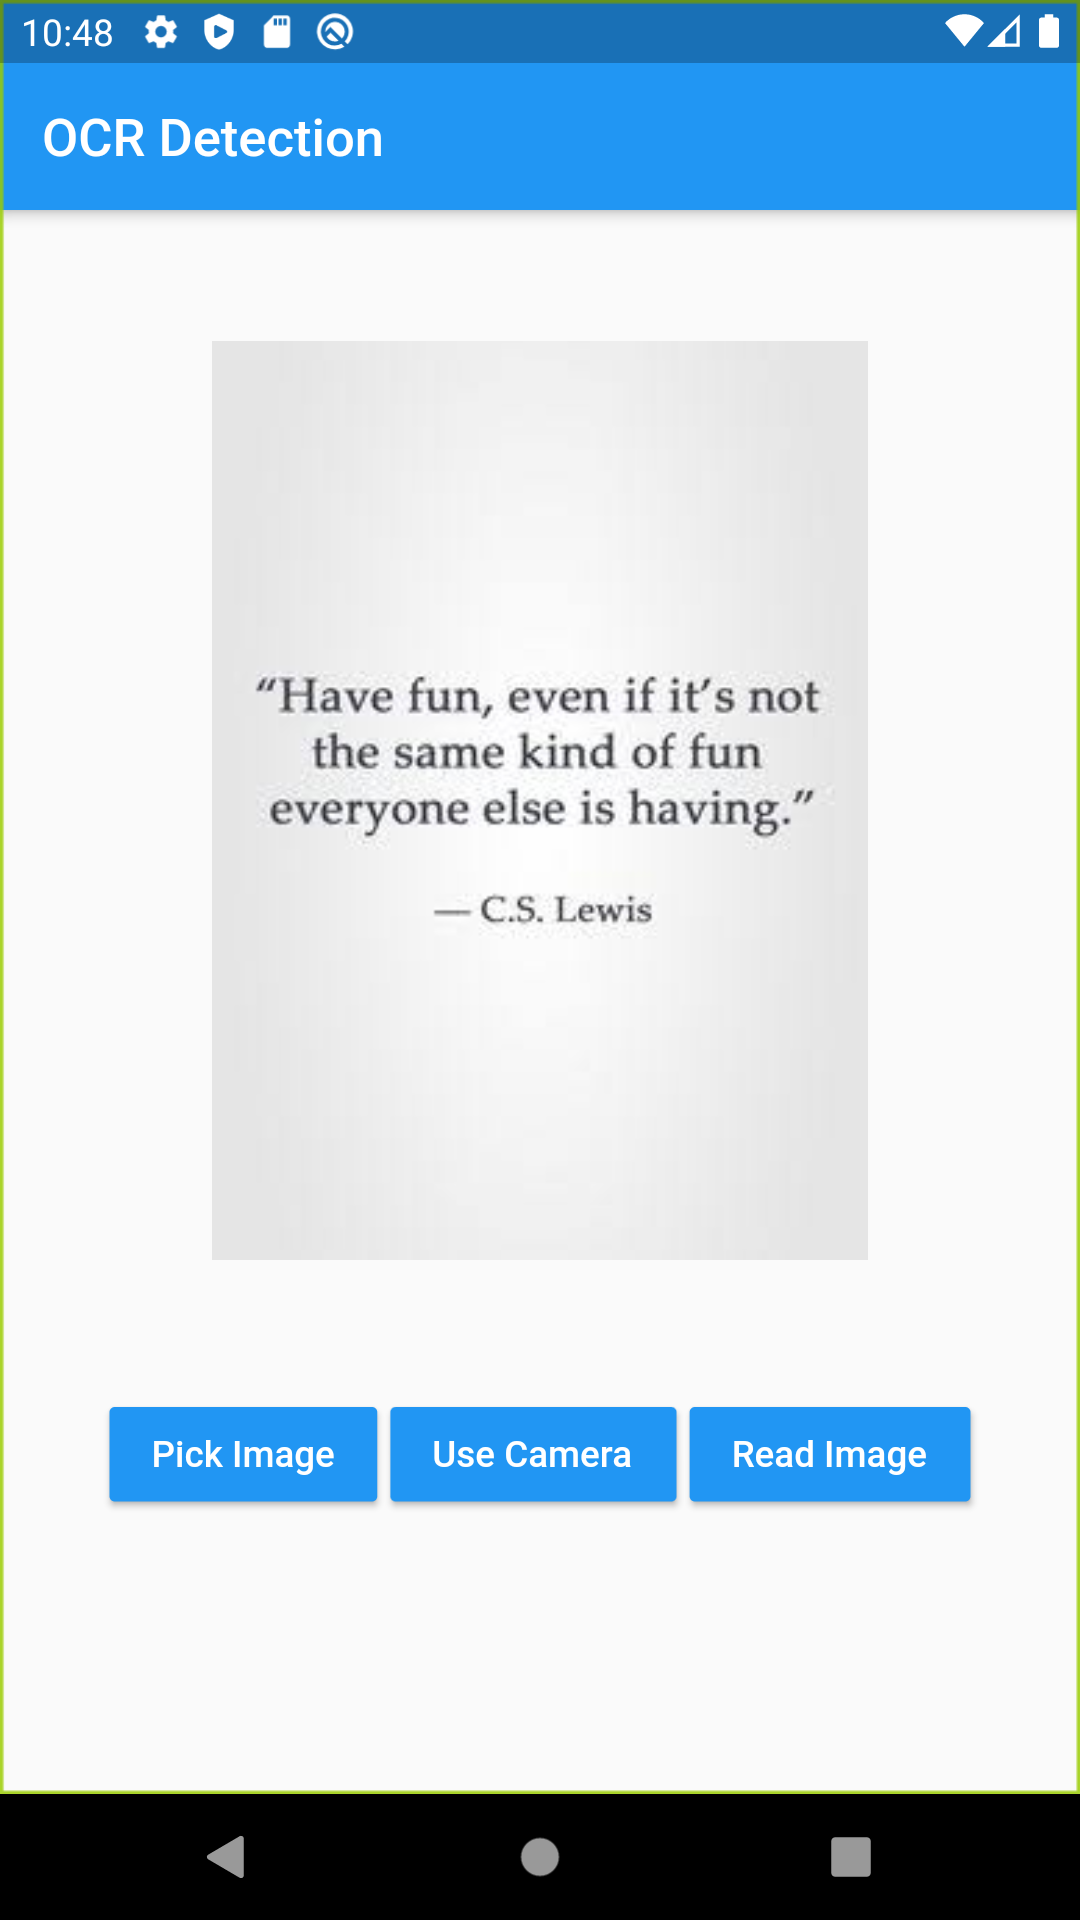 10:48
OCR Detection
“Have fun, even if it’s not
the same kind of fun
everyone else is having.”
— C.S. Lewis
Pick Image
Use Camera
Read Image